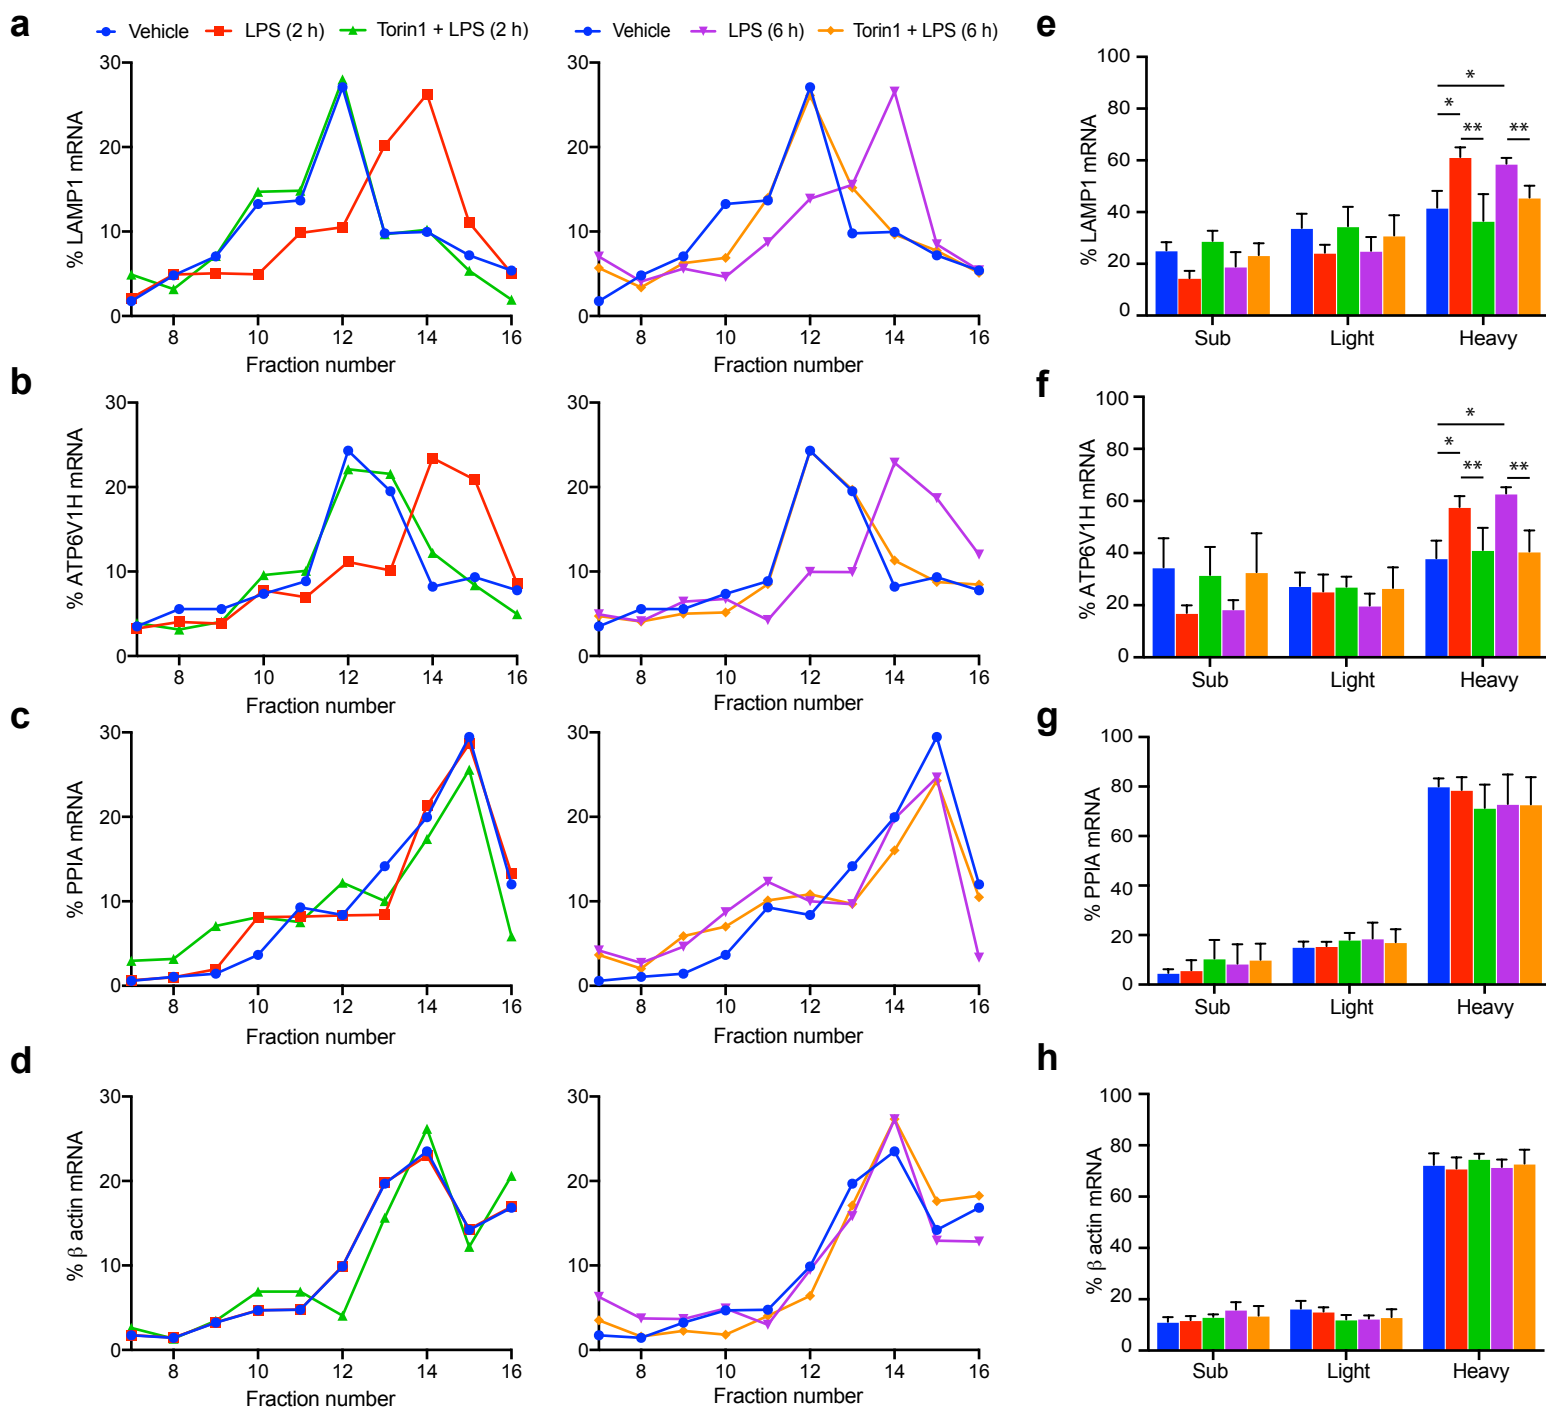 a
Vehicle LPS (2 h) Torin1 + LPS (2 h)
Vehicle LPS (6 h) Torin1 + LPS (6 h)
% LAMP1 mRNA
30
20
10
0
8 10 12 14 16
Fraction number
30
20
10
0
8 10 12 14 16
Fraction number
e
% LAMP1 mRNA
100
80
60
40
20
0
*
*
**
**
Sub Light Heavy
b
% ATP6V1H mRNA
30
20
10
0
8 10 12 14 16
Fraction number
30
20
10
0
8 10 12 14 16
Fraction number
f
% ATP6V1H mRNA
100
80
60
40
20
0
*
*
**
**
Sub Light Heavy
c
% PPIA mRNA
30
20
10
0
8 10 12 14 16
Fraction number
30
20
10
0
8 10 12 14 16
Fraction number
g
% PPIA mRNA
100
80
60
40
20
0
Sub Light Heavy
d
% β actin mRNA
30
20
10
0
8 10 12 14 16
Fraction number
30
20
10
0
8 10 12 14 16
Fraction number
h
% β actin mRNA
100
80
60
40
20
0
Sub Light Heavy